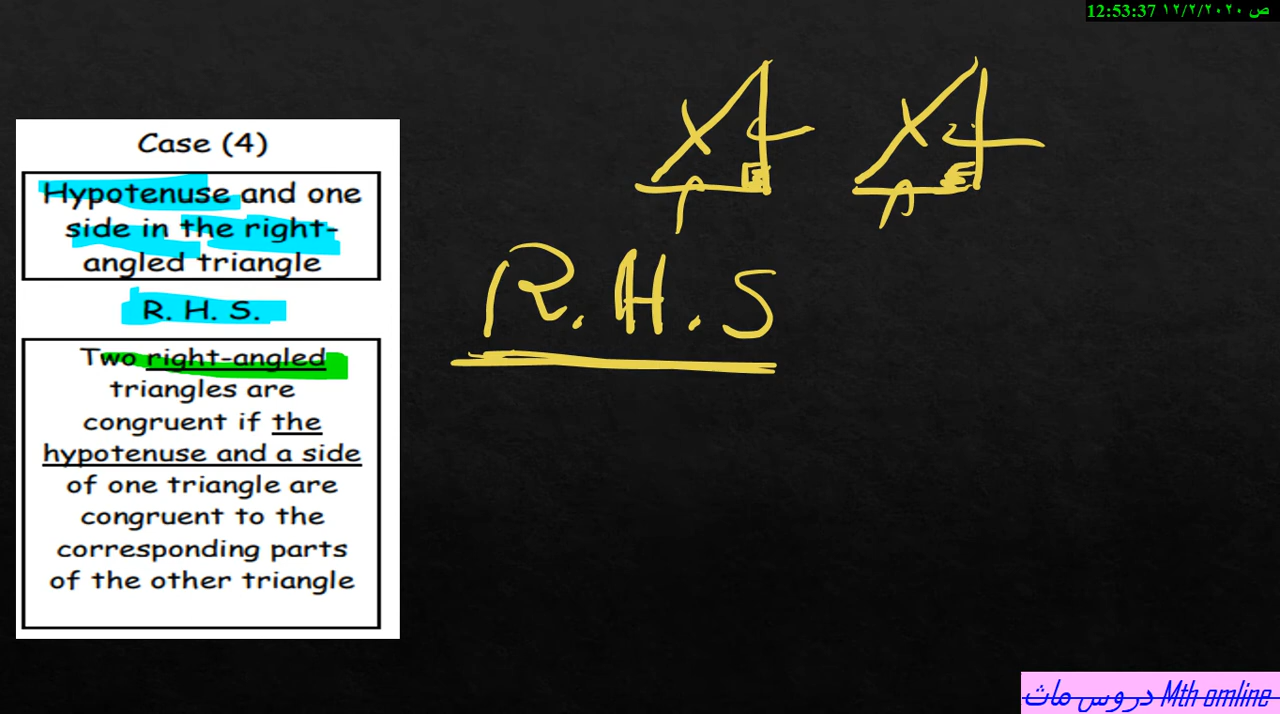 12:53:37 ١٢/٢/٢٠٢٠ ص
Case (4)
Hypotenuse and one
side in the right-
angled triangle
R. H. S.
Two right-angled
triangles are
congruent if the
hypotenuse and a side
of one triangle are
congruent to the
corresponding parts
of the other triangle
R.H.S
دروس ماث Mth omline